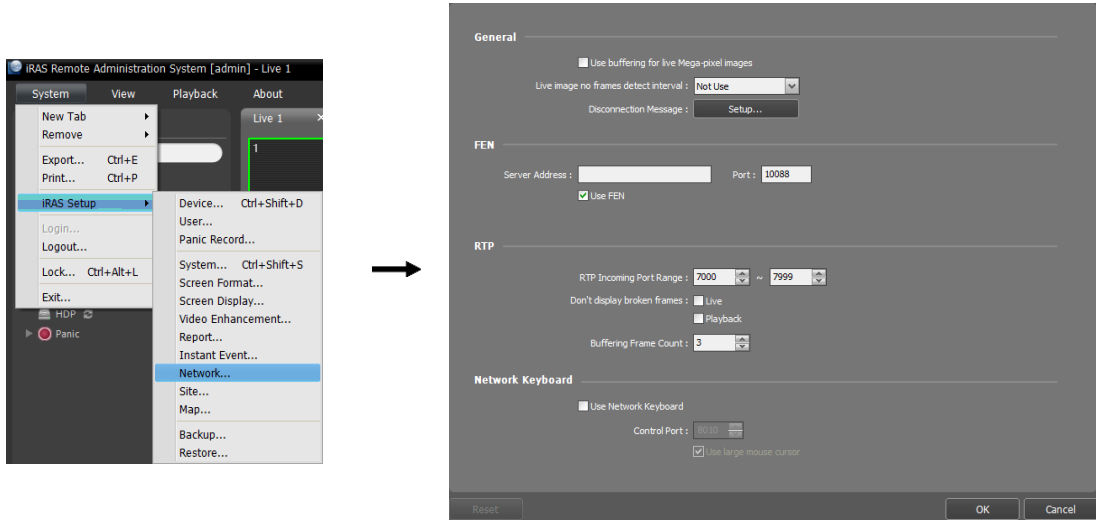 iRAS Remote Administration System [admin] - Live 1
System View Playback About
New Tab
Remove
Export... Ctrl+E
Print... Ctrl+P
iRAS Setup
Login...
Logout...
Lock... Ctrl+Alt+L
Exit...
HDP
Panic
Live 1 ×
1
Device... Ctrl+Shift+D
User...
Panic Record...
System... Ctrl+Shift+S
Screen Format...
Screen Display...
Video Enhancement...
Report...
Instant Event...
Network...
Site...
Map...
Backup...
Restore...
General
Use buffering for live Mega-pixel images
Live image no frames detect interval : Not Use
Disconnection Message : Setup...
FEN
Server Address : Port : 10088
Use FEN
RTP
RTP Incoming Port Range : 7000 ~ 7999
Don't display broken frames : Live
Playback
Buffering Frame Count : 3
Network Keyboard
Use Network Keyboard
Control Port : 8010
Use large mouse cursor
Reset OK Cancel